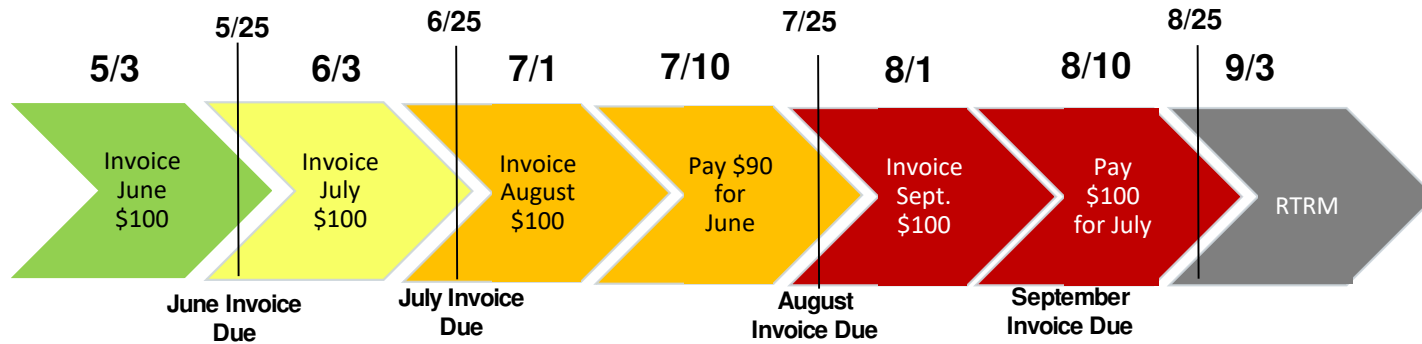 5/25
6/25
7/25
8/25
5/3
6/3
7/1
7/10
8/1
8/10
9/3
Invoice
June
$100
Invoice
July
$100
Invoice
August
$100
Pay $90
for
June
Invoice
Sept.
$100
Pay
$100
for July
RTRM
June Invoice
Due
July Invoice
Due
August
Invoice Due
September
Invoice Due